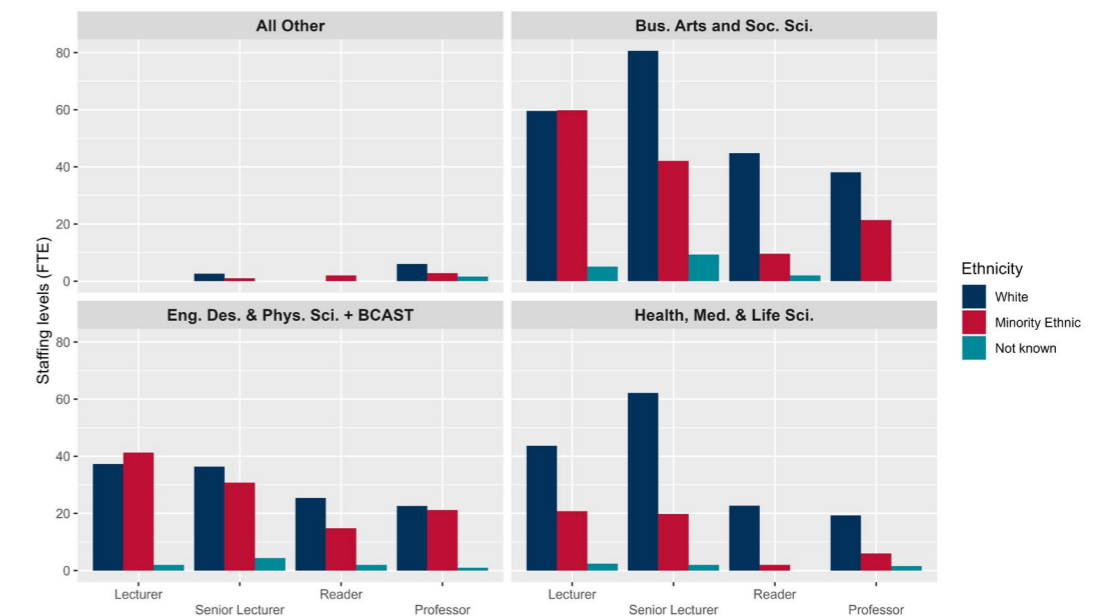 All Other
Bus. Arts and Soc. Sci.
80
60
40
20
0
Eng. Des. & Phys. Sci. + BCAST
Health, Med. & Life Sci.
80
60
40
20
0
Staffing levels (FTE)
Lecturer
Senior Lecturer
Reader
Professor
Lecturer
Senior Lecturer
Reader
Professor
Ethnicity
White
Minority Ethnic
Not known